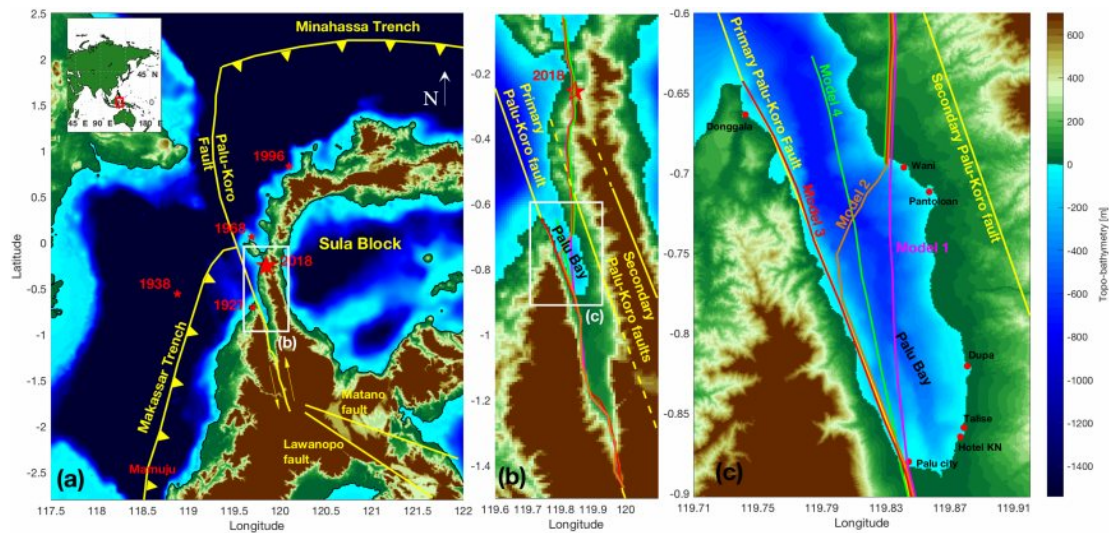 2.5
2
1.5
1
0.5
0
-0.5
-1
-1.5
-2
-2.5
Latitude
117.5
118
118.5
119
119.5
120
120.5
121
121.5
122
Longitude
45 N
0
45 E
90 E
180 E
Minahassa Trench
N
Palu-Koro
Fault
1996
1968
2018
Sula Block
1938
(b)
Makassar Trench
Matano
fault
Lawanopo
fault
Mamuju
(a)
-0.2
-0.4
-0.6
-0.8
-1
-1.2
-1.4
119.6
119.7
119.8
119.9
120
Longitude
2018
Primary
Palu-Koro fault
Palu Bay
Secondary
Palu-Koro faults
(c)
(b)
-0.6
-0.7
-0.75
-0.8
-0.85
-0.9
119.71
119.75
119.79
119.83
119.87
119.91
Longitude
Primary Palu-Koro Fault
Secondary Palu-Koro fault
Model 4
Donggala
Wani
Pantoloan
Model 2
Model 3
Model 1
Palu Bay
Dupa
Talise
Hotel KN
Palu city
(c)
600
400
200
0
-200
-400
-600
-800
-1000
-1200
-1400
Topo-bathymetry [m]